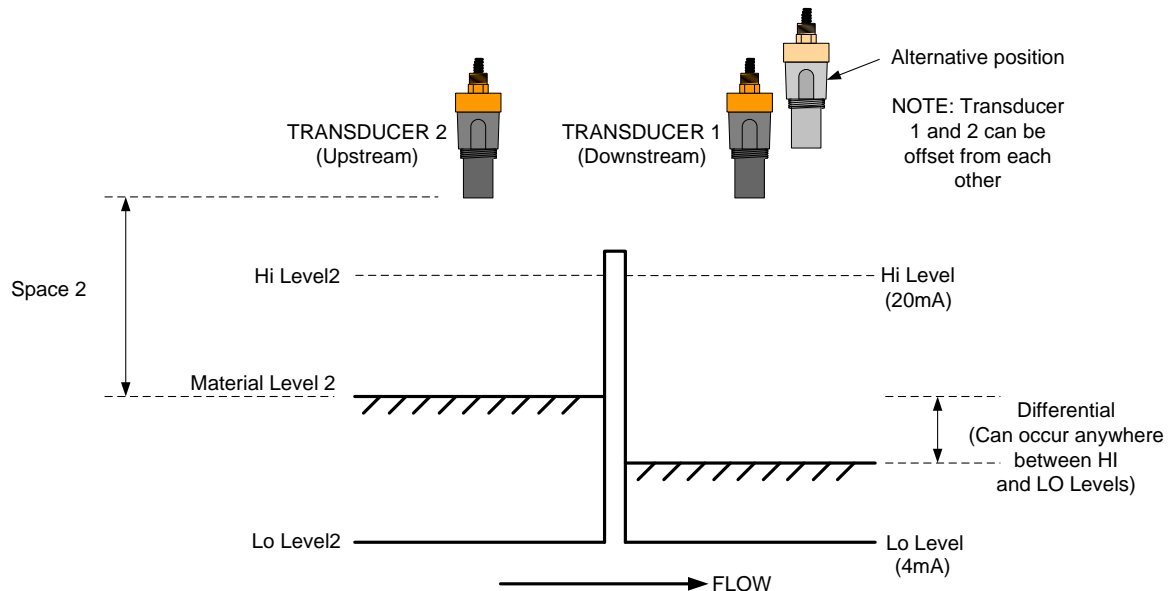 Alternative position
NOTE: Transducer
1 and 2 can be
offset from each
other
TRANSDUCER 2
(Upstream)
TRANSDUCER 1
(Downstream)
Space 2
Hi Level2
Hi Level
(20mA)
Material Level 2
Differential
(Can occur anywhere
between HI
and LO Levels)
Lo Level2
Lo Level
(4mA)
FLOW